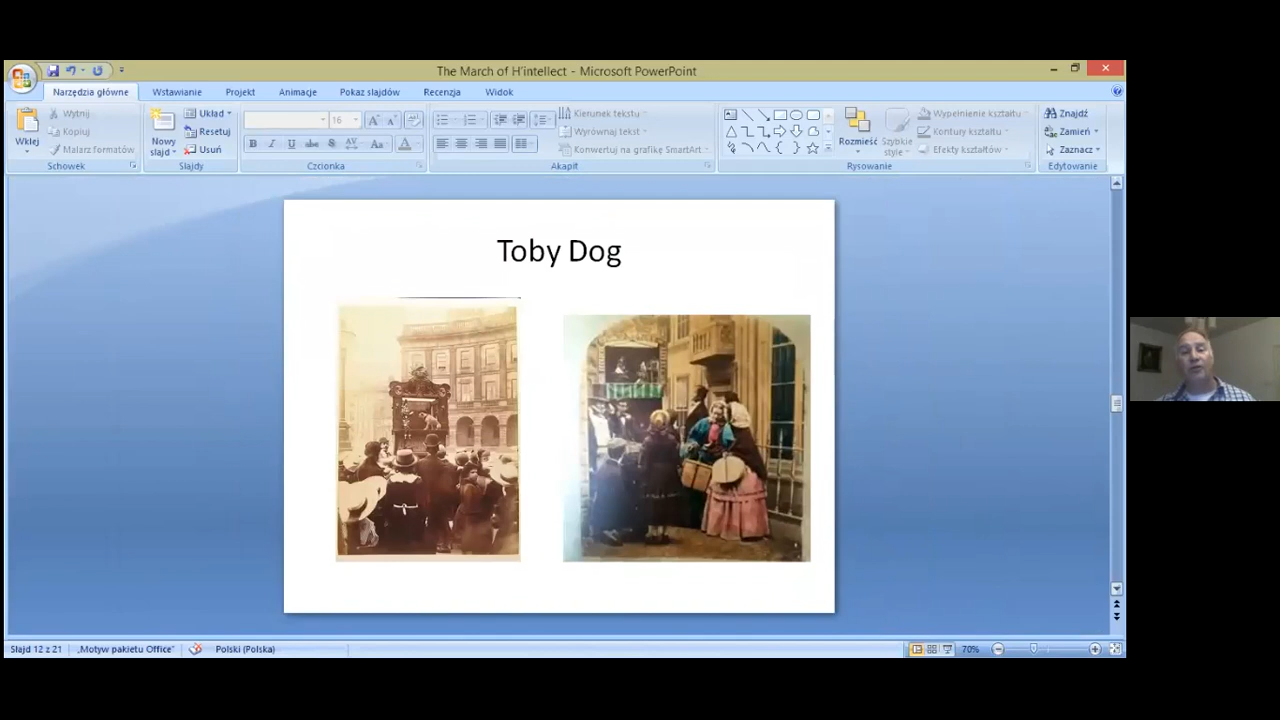 The March of H'intellect - Microsoft PowerPoint
Narzędzia główne Wstawianie Projekt Animacje Pokaz slajdów Recenzja Widok
Wklej
Wytnij
Kopiuj
Malarz formatów
Schowek
Nowy slajd
Układ
Resetuj
Usuń
Slajdy
16
Czcionka
Kierunek tekstu
Wyrównaj tekst
Konwertuj na grafikę SmartArt
Akapit
Rozmieść
Szybkie style
Wypełnienie kształtu
Kontury kształtu
Efekty kształtów
Rysowanie
Znajdź
Zamień
Zaznacz
Edytowanie
Toby Dog
Slajd 12 z 21 „Motyw pakietu Office” Polski (Polska) 70%